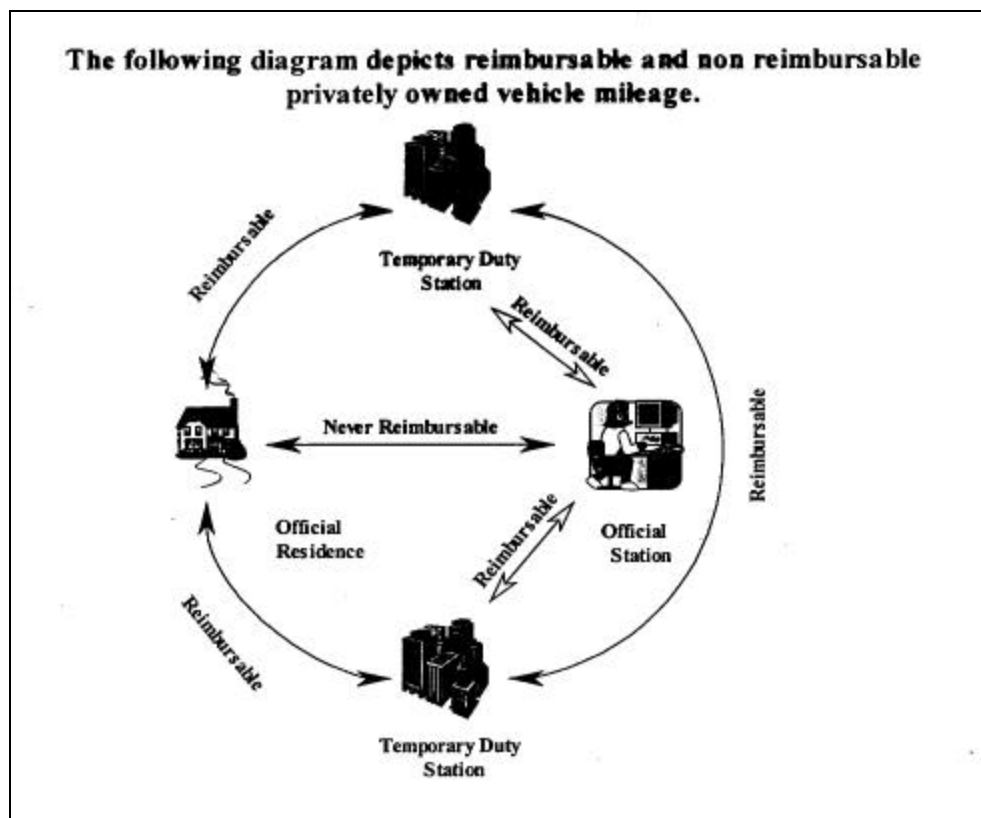 The following diagram depicts reimbursable and non reimbursable
privately owned vehicle mileage.
Reimbursable
Temporary Duty
Station
Reimbursable
Reimbursable
Never Reimbursable
Official
Residence
Reimbursable
Official
Station
Reimbursable
Temporary Duty
Station